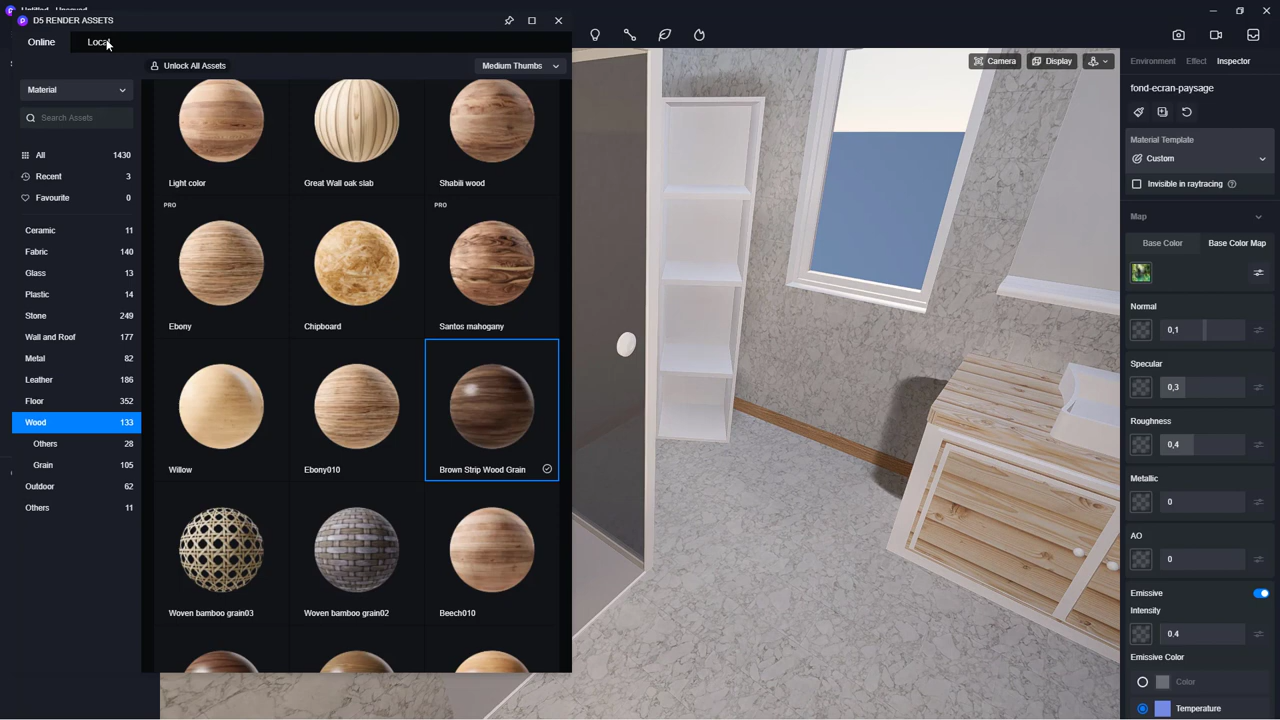 Untitled - Unsaved
D5 RENDER ASSETS
Online
Local
Unlock All Assets
Medium Thumbs
Material
Search Assets
All 1430
Recent 3
Favourite 0
Ceramic 11
Fabric 140
Glass 13
Plastic 14
Stone 249
Wall and Roof 177
Metal 82
Leather 186
Floor 352
Wood 133
Others 28
Grain 105
Outdoor 62
Others 11
Light color
Great Wall oak slab
Shabili wood
PRO
PRO
Ebony
Chipboard
Santos mahogany
Willow
Ebony010
Brown Strip Wood Grain
Woven bamboo grain03
Woven bamboo grain02
Beech010
Camera
Display
Environment
Effect
Inspector
fond-ecran-paysage
Material Template
Custom
Invisible in raytracing
Map
Base Color
Base Color Map
Normal
0,1
Specular
0,3
Roughness
0,4
Metallic
0
AO
0
Emissive
Intensity
0.4
Emissive Color
Color
Temperature